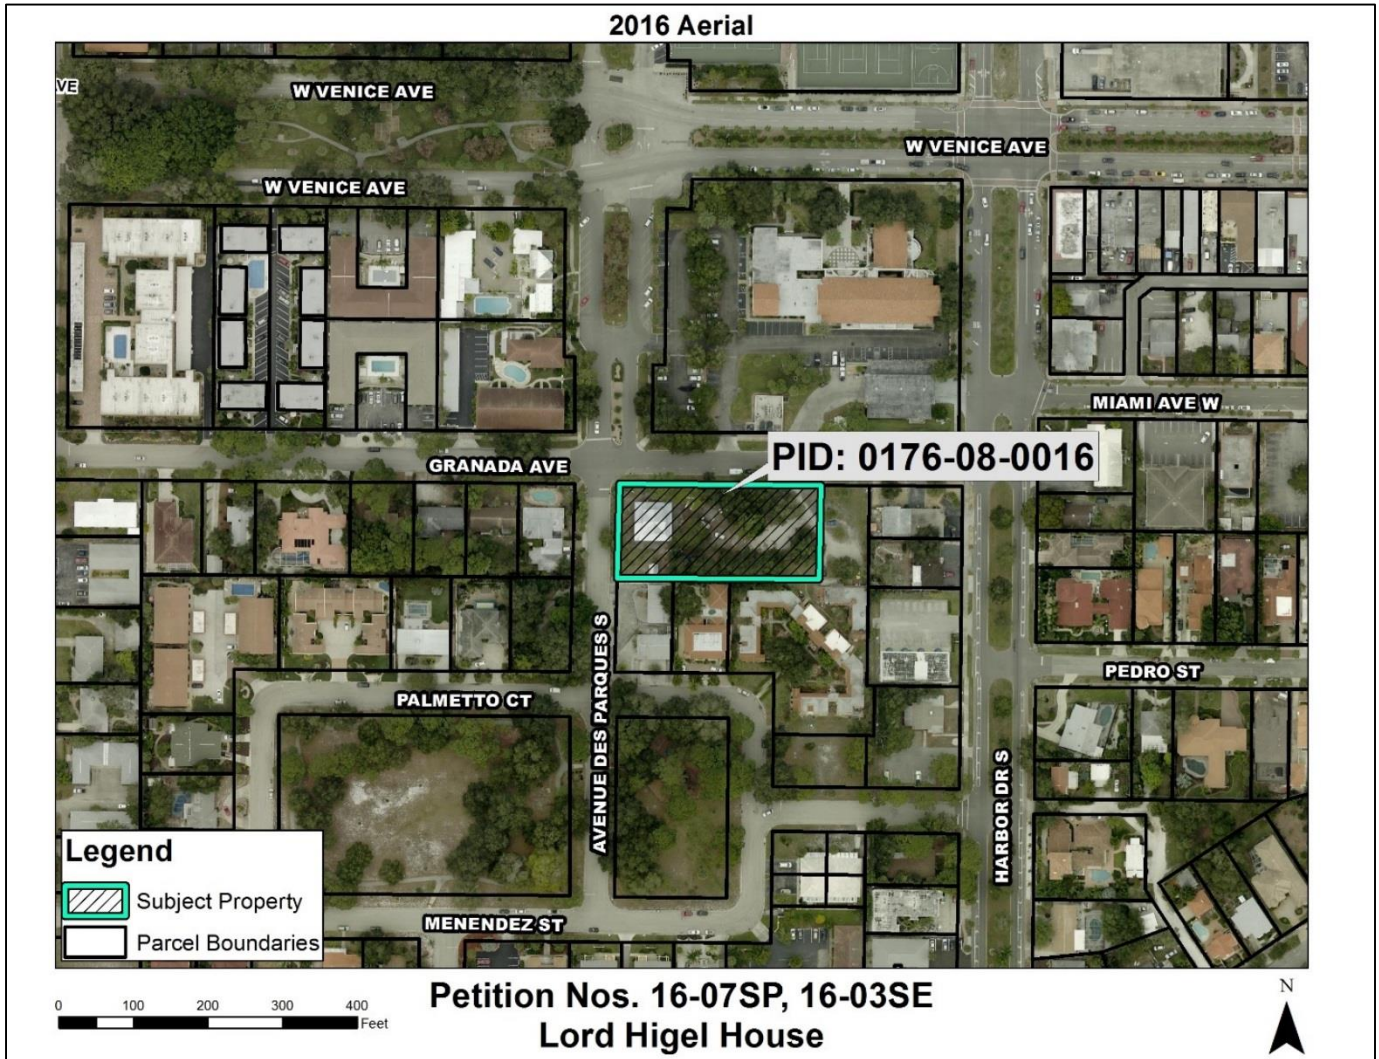 2016 Aerial
VE
W VENICE AVE
W VENICE AVE
W VENICE AVE
MIAMI AVE W
GRANADA AVE
PID: 0176-08-0016
AVENUE DES PARQUES S
PEDRO ST
PALMETTO CT
HARBOR DR S
MENENDEZ ST
Legend
Subject Property
Parcel Boundaries
0 100 200 300 400
Feet
Petition Nos. 16-07SP, 16-03SE
Lord Higel House
N